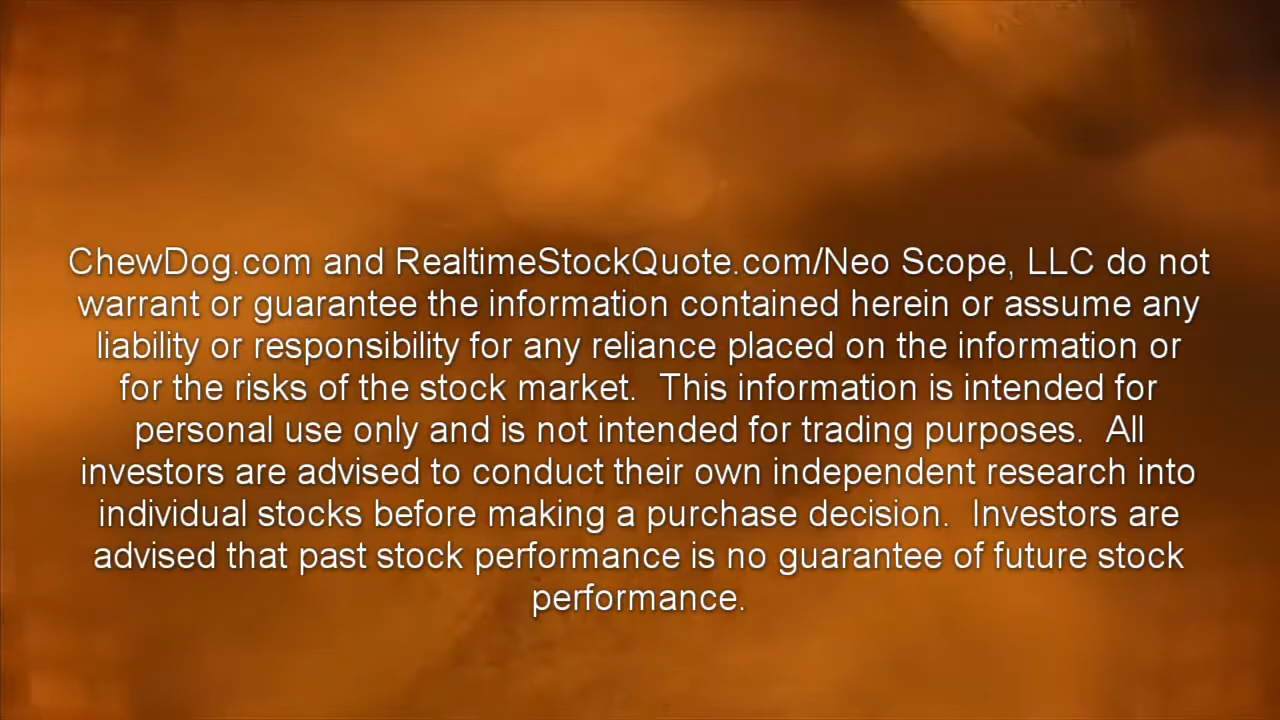 ChewDog.com and RealtimeStockQuote.com/Neo Scope, LLC do not
warrant or guarantee the information contained herein or assume any
liability or responsibility for any reliance placed on the information or
for the risks of the stock market.  This information is intended for
personal use only and is not intended for trading purposes.  All
investors are advised to conduct their own independent research into
individual stocks before making a purchase decision.  Investors are
advised that past stock performance is no guarantee of future stock
performance.